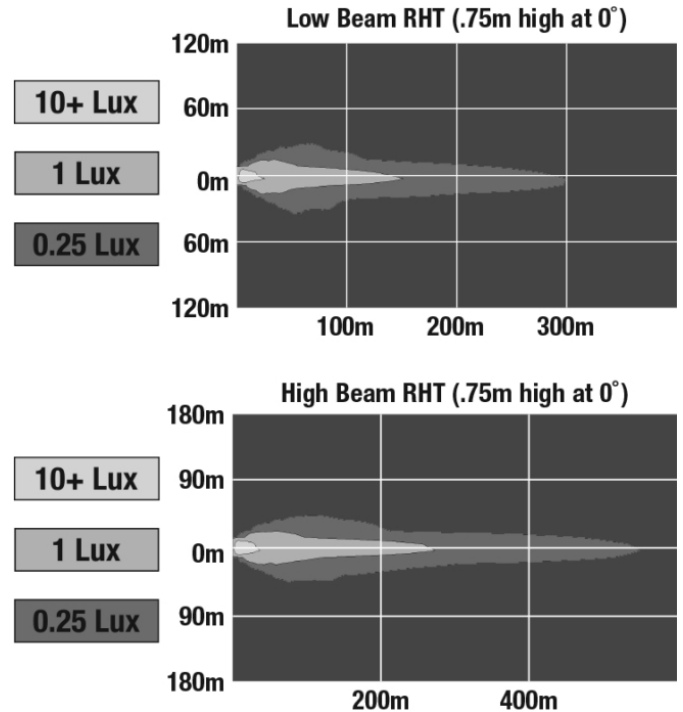 Low Beam RHT (.75m high at 0˚)
120m
10+ Lux
60m
1 Lux
0m
0.25 Lux
60m
120m
100m 200m 300m
High Beam RHT (.75m high at 0˚)
180m
10+ Lux
90m
1 Lux
0m
0.25 Lux
90m
180m
200m 400m